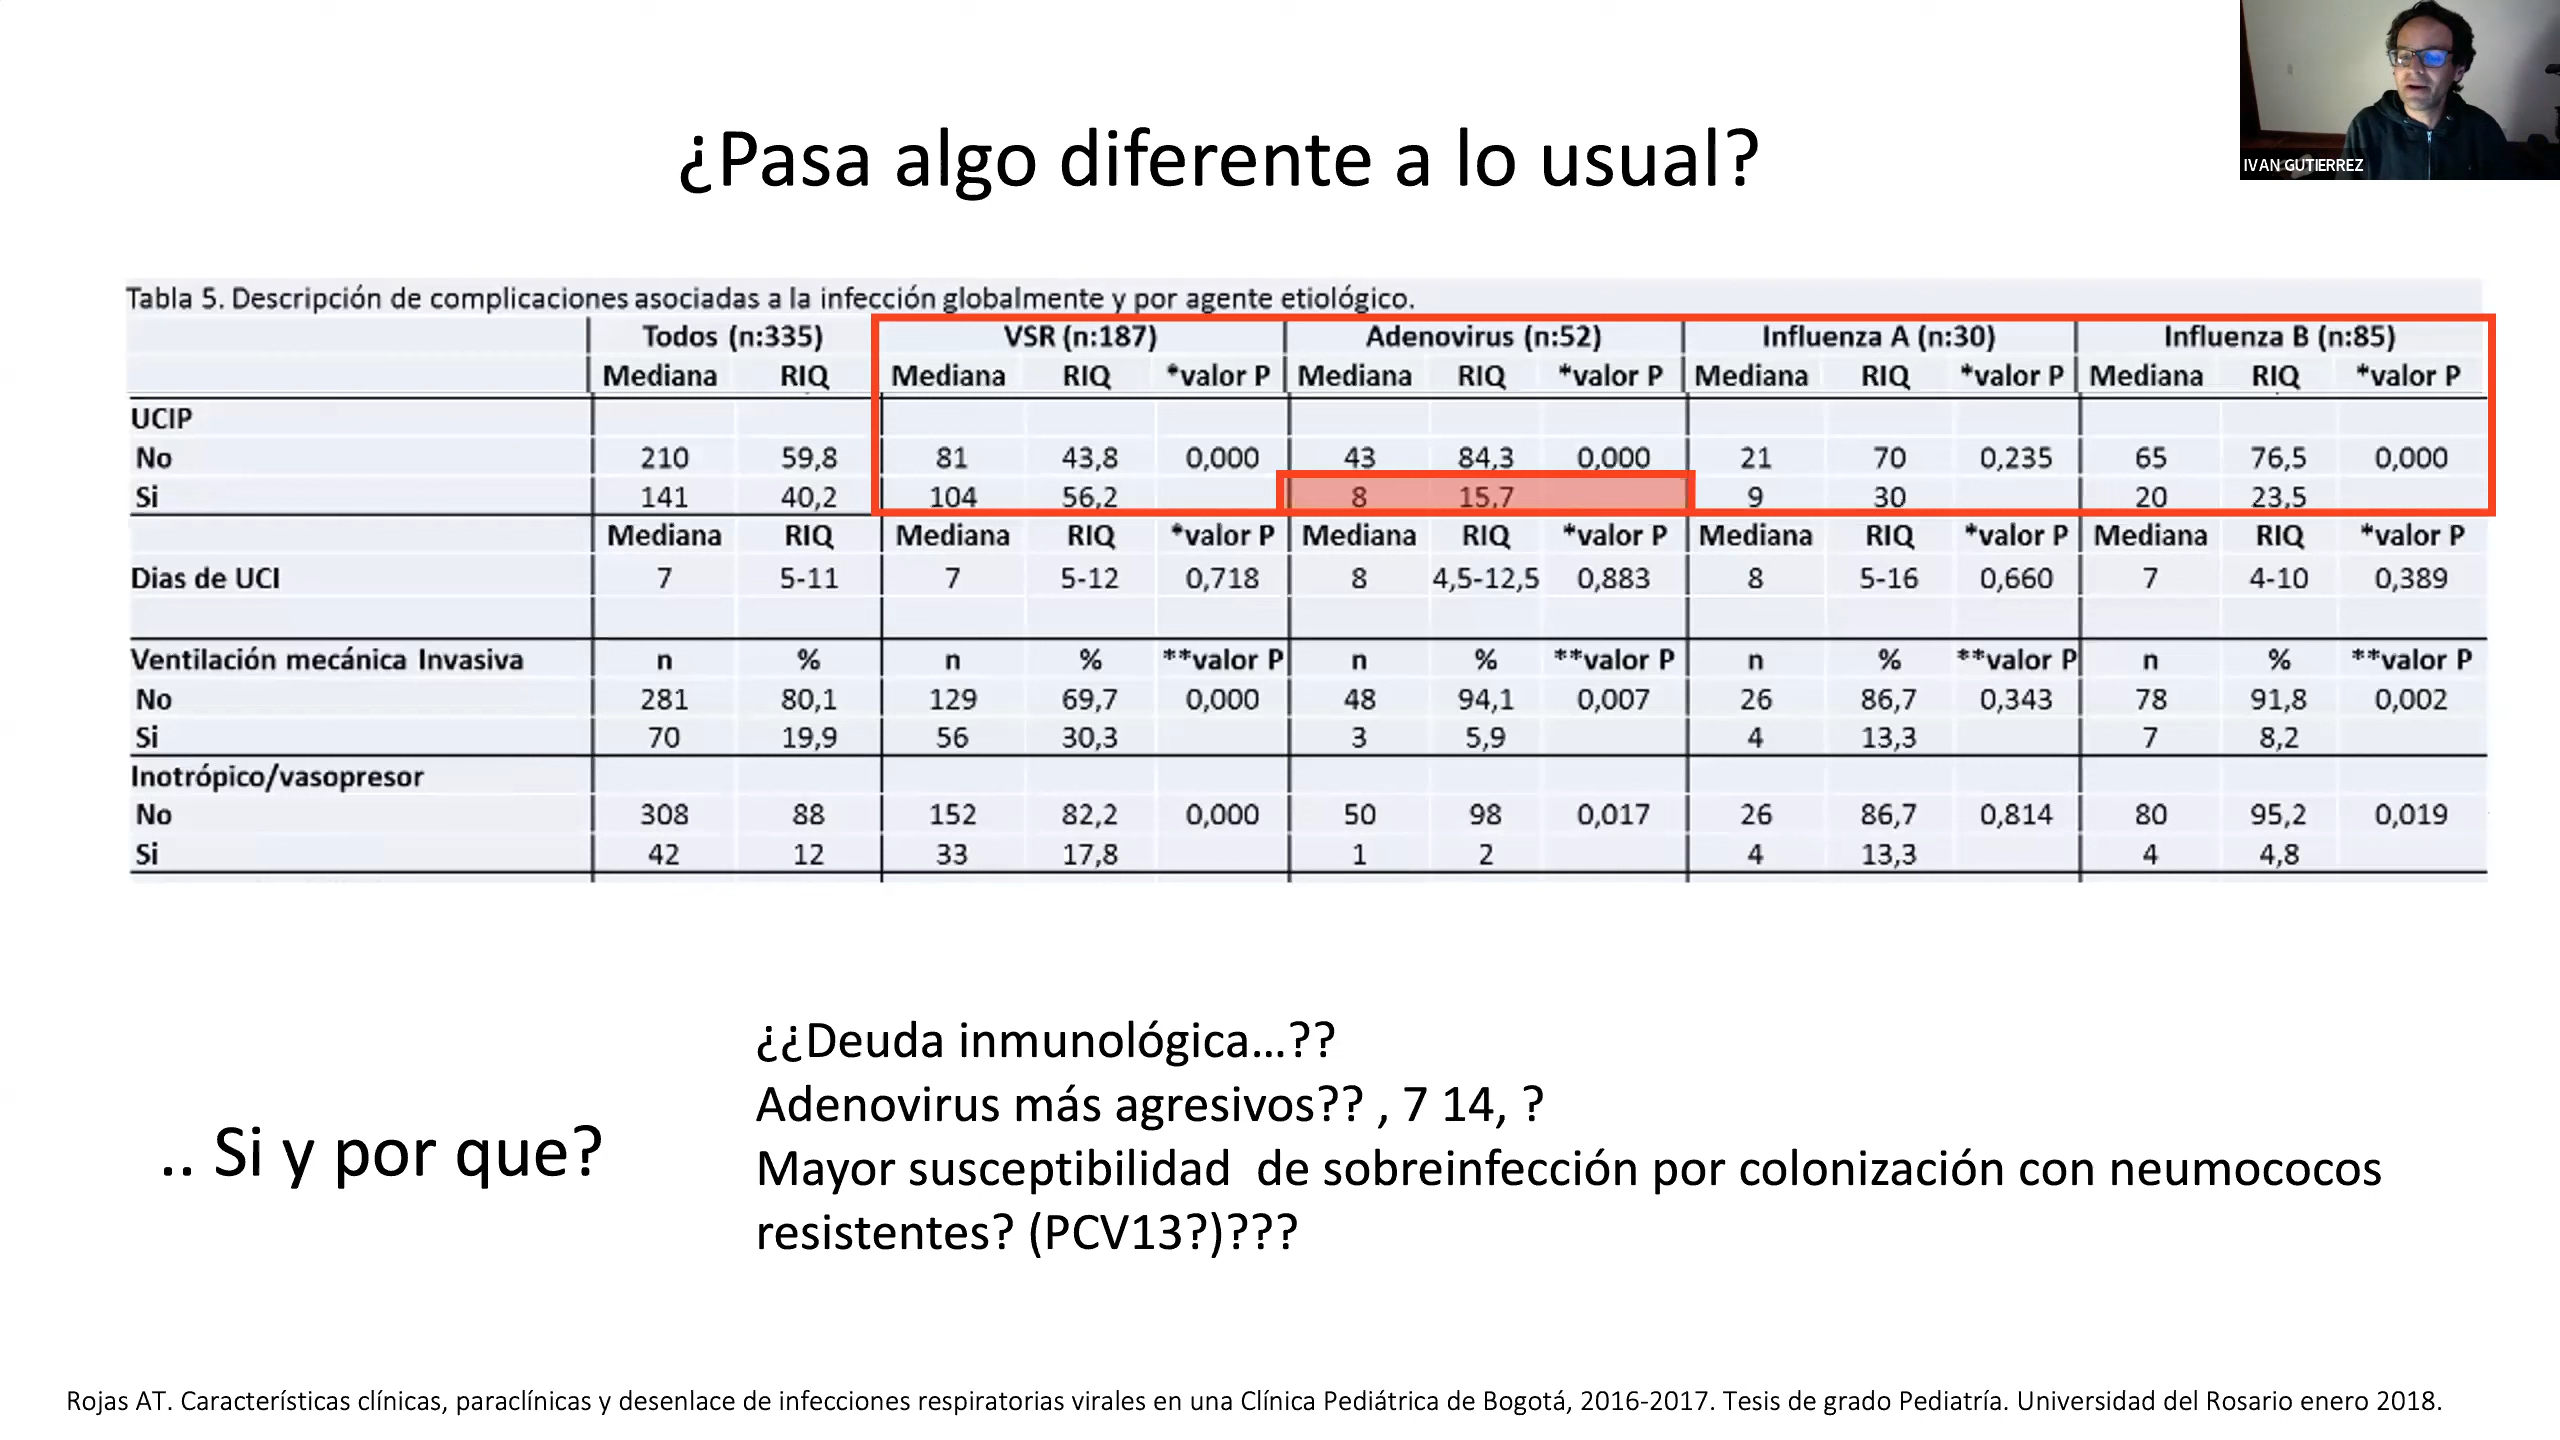 IVAN GUTIERREZ
¿Pasa algo diferente a lo usual?
Tabla 5. Descripción de complicaciones asociadas a la infección globalmente y por agente etiológico.
Todos (n:335) VSR (n:187) Adenovirus (n:52) Influenza A (n:30) Influenza B (n:85)
Mediana RIQ Mediana RIQ *valor P Mediana RIQ *valor P Mediana RIQ *valor P Mediana RIQ *valor P
UCIP
No 210 59,8 81 43,8 0,000 43 84,3 0,000 21 70 0,235 65 76,5 0,000
Si 141 40,2 104 56,2 8 15,7 9 30 20 23,5
Mediana RIQ Mediana RIQ *valor P Mediana RIQ *valor P Mediana RIQ *valor P Mediana RIQ *valor P
Dias de UCI 7 5-11 7 5-12 0,718 8 4,5-12,5 0,883 8 5-16 0,660 7 4-10 0,389
Ventilación mecánica Invasiva n % n % **valor P n % **valor P n % **valor P n % **valor P
No 281 80,1 129 69,7 0,000 48 94,1 0,007 26 86,7 0,343 78 91,8 0,002
Si 70 19,9 56 30,3 3 5,9 4 13,3 7 8,2
Inotrópico/vasopresor
No 308 88 152 82,2 0,000 50 98 0,017 26 86,7 0,814 80 95,2 0,019
Si 42 12 33 17,8 1 2 4 13,3 4 4,8
.. Si y por que?
¿¿Deuda inmunológica...??
Adenovirus más agresivos?? , 7 14, ?
Mayor susceptibilidad de sobreinfección por colonización con neumococos
resistentes? (PCV13?)???
Rojas AT. Características clínicas, paraclínicas y desenlace de infecciones respiratorias virales en una Clínica Pediátrica de Bogotá, 2016-2017. Tesis de grado Pediatría. Universidad del Rosario enero 2018.